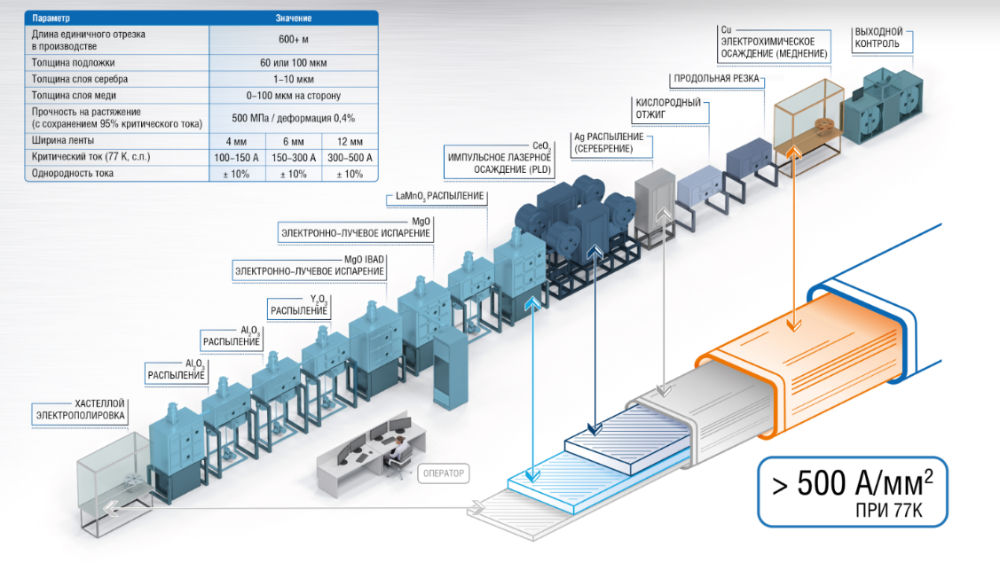 Параметр Значение
Длина единичного отрезка
в производстве 600+ м
Толщина подложки 60 или 100 мкм
Толщина слоя серебра 1–10 мкм
Толщина слоя меди 0–100 мкм на сторону
Прочность на растяжение
(с сохранением 95% критического тока) 500 МПа / деформация 0,4%
Ширина ленты 4 мм 6 мм 12 мм
Критический ток (77 К, с.п.) 100–150 А 150–300 А 300–500 А
Однородность тока ± 10% ± 10% ± 10%
ХАСТЕЛЛОЙ
ЭЛЕКТРОПОЛИРОВКА
Al2O3
РАСПЫЛЕНИЕ
Al2O3
РАСПЫЛЕНИЕ
Y2O3
РАСПЫЛЕНИЕ
MgO IBAD
ЭЛЕКТРОННО–ЛУЧЕВОЕ ИСПАРЕНИЕ
MgO
ЭЛЕКТРОННО–ЛУЧЕВОЕ ИСПАРЕНИЕ
LaMnO3 РАСПЫЛЕНИЕ
CeO2
ИМПУЛЬСНОЕ ЛАЗЕРНОЕ
ОСАЖДЕНИЕ (PLD)
Ag РАСПЫЛЕНИЕ
(СЕРЕБРЕНИЕ)
КИСЛОРОДНЫЙ
ОТЖИГ
ПРОДОЛЬНАЯ РЕЗКА
Cu
ЭЛЕКТРОХИМИЧЕСКОЕ
ОСАЖДЕНИЕ (МЕДНЕНИЕ)
ВЫХОДНОЙ
КОНТРОЛЬ
ОПЕРАТОР
> 500 А/мм²
ПРИ 77К